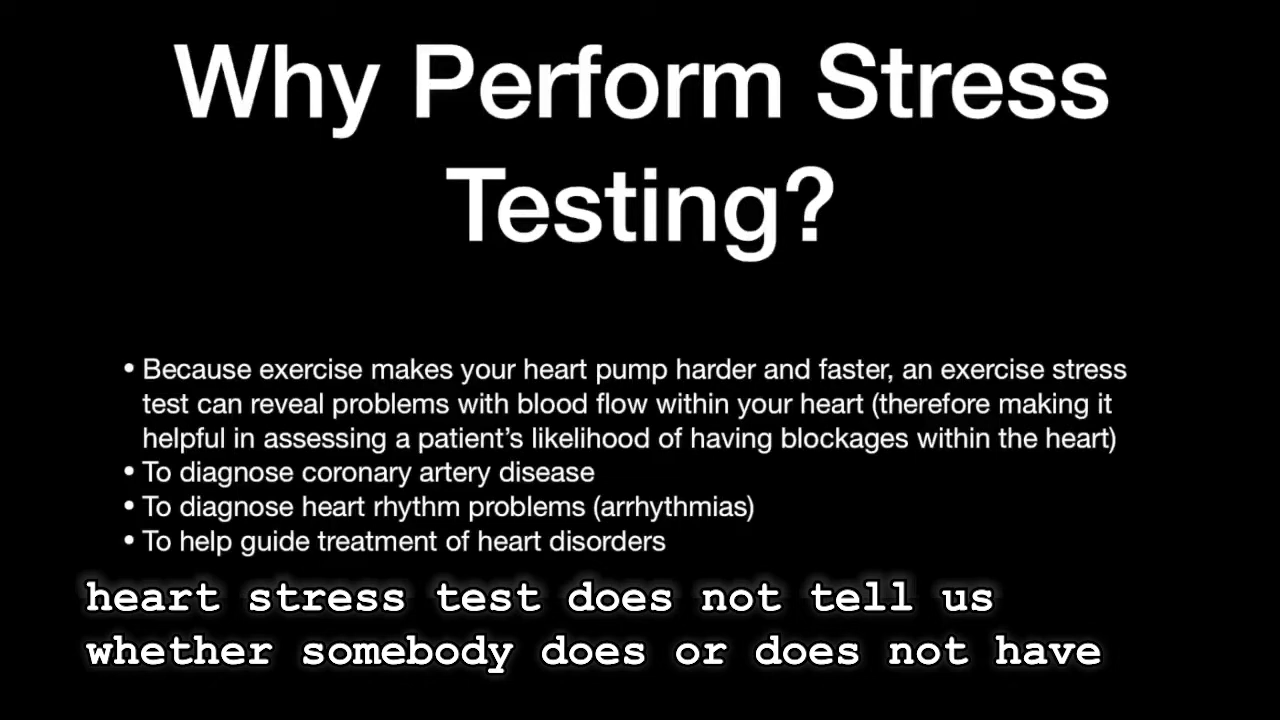 Why Perform Stress
Testing?
• Because exercise makes your heart pump harder and faster, an exercise stress
test can reveal problems with blood flow within your heart (therefore making it
helpful in assessing a patient's likelihood of having blockages within the heart)
• To diagnose coronary artery disease
• To diagnose heart rhythm problems (arrhythmias)
• To help guide treatment of heart disorders
heart stress test does not tell us
whether somebody does or does not have